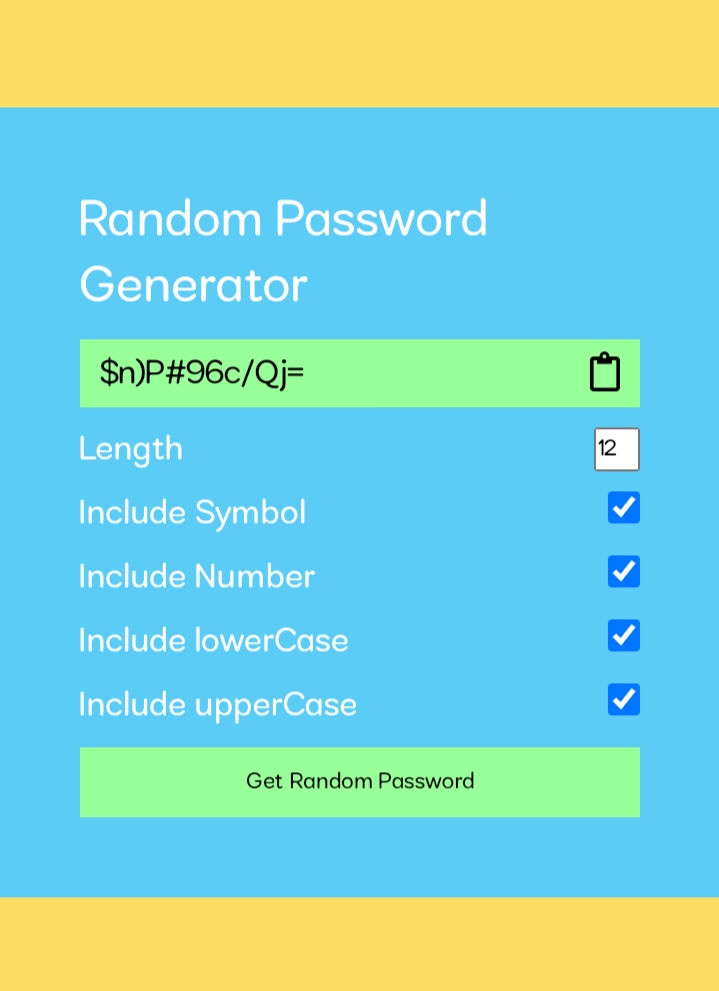 Random Password
Generator
$n)P#96c/Qj=
Length
12
Include Symbol
Include Number
Include lowerCase
Include upperCase
Get Random Password